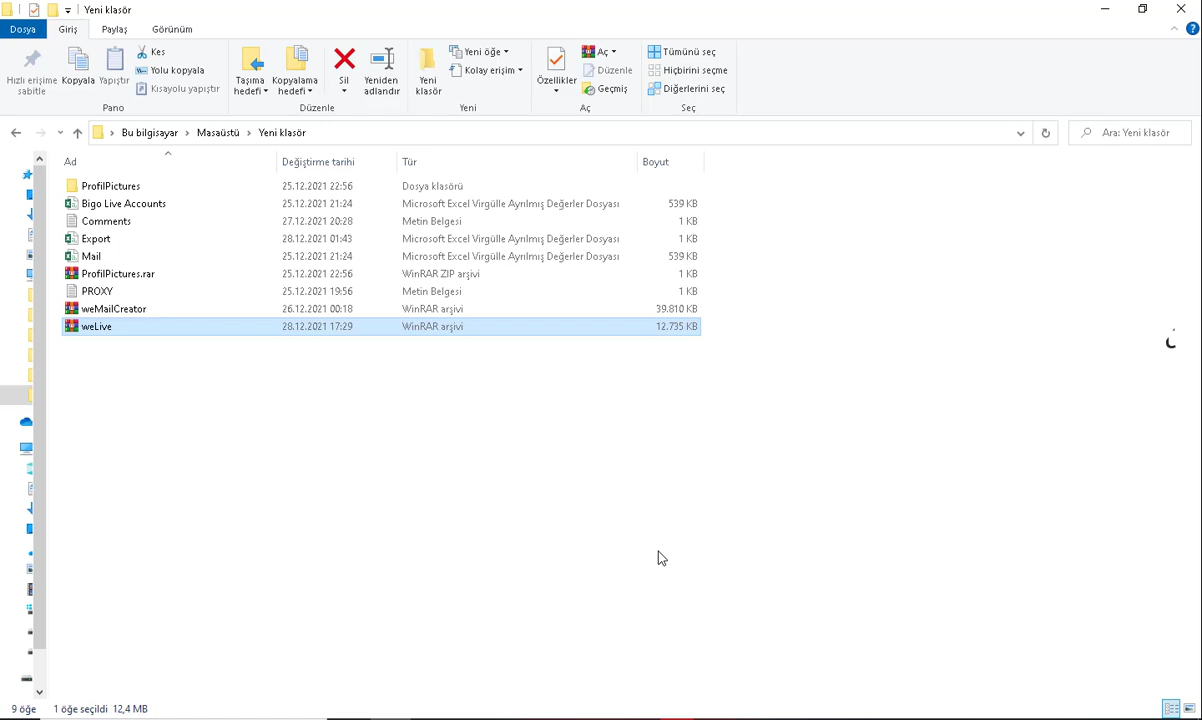 Yeni klasör
Dosya
Giriş
Paylaş
Görünüm
Hızlı erişime sabitle
Kopyala
Yapıştır
Kes
Yolu kopyala
Kısayolu yapıştır
Pano
Taşıma hedefi
Kopyalama hedefi
Sil
Yeniden adlandır
Düzenle
Yeni klasör
Yeni öğe
Kolay erişim
Yeni
Özellikler
Aç
Düzenle
Geçmiş
Aç
Tümünü seç
Hiçbirini seçme
Diğerlerini seç
Seç
Bu bilgisayar > Masaüstü > Yeni klasör
Ara: Yeni klasör
Ad Değiştirme tarihi Tür Boyut
ProfilPictures 25.12.2021 22:56 Dosya klasörü
Bigo Live Accounts 25.12.2021 21:24 Microsoft Excel Virgülle Ayrılmış Değerler Dosyası 539 KB
Comments 27.12.2021 20:28 Metin Belgesi 1 KB
Export 28.12.2021 01:43 Microsoft Excel Virgülle Ayrılmış Değerler Dosyası 1 KB
Mail 25.12.2021 21:24 Microsoft Excel Virgülle Ayrılmış Değerler Dosyası 539 KB
ProfilPictures.rar 25.12.2021 22:56 WinRAR ZIP arşivi 1 KB
PROXY 25.12.2021 19:56 Metin Belgesi 1 KB
weMailCreator 26.12.2021 00:18 WinRAR arşivi 39.810 KB
weLive 28.12.2021 17:29 WinRAR arşivi 12.735 KB
9 öğe 1 öğe seçildi 12,4 MB